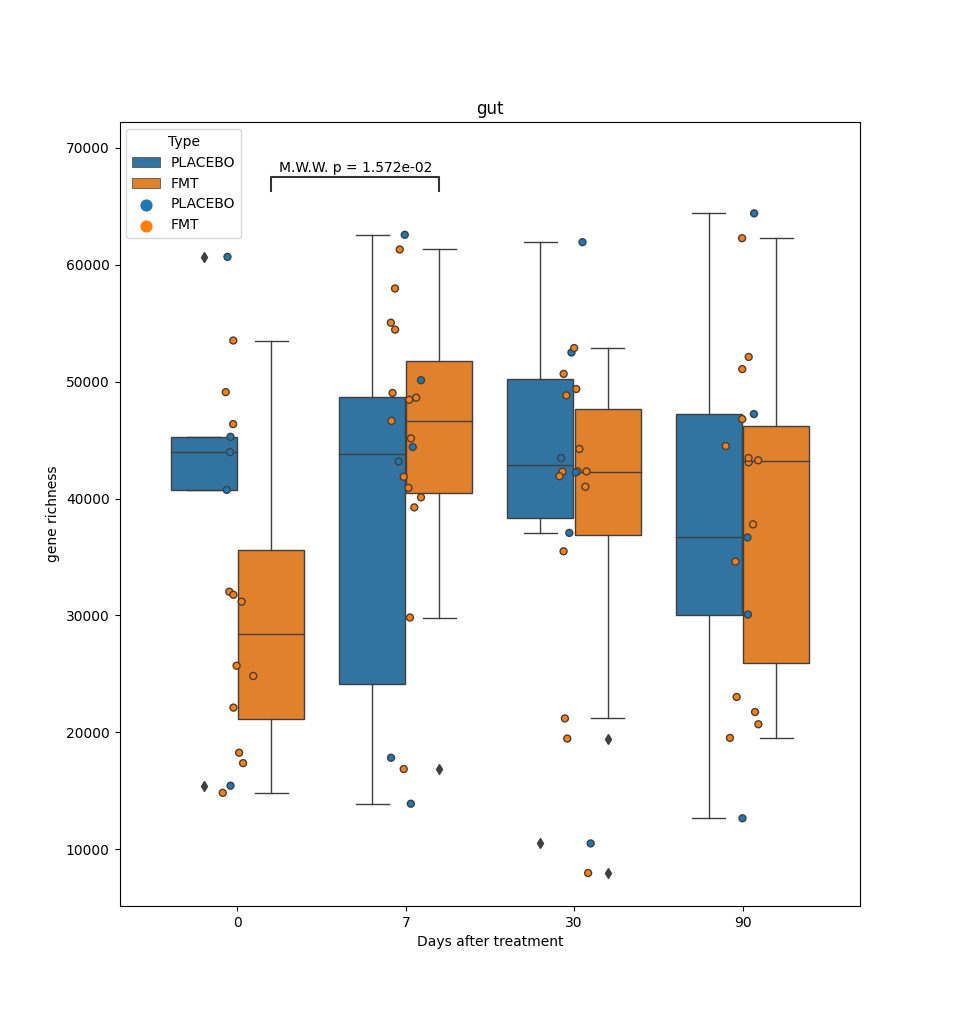 gut
Type
PLACEBO
FMT
PLACEBO
FMT
M.W.W. p = 1.572e-02
70000
60000
50000
40000
30000
20000
10000
gene richness
0 7 30 90
Days after treatment